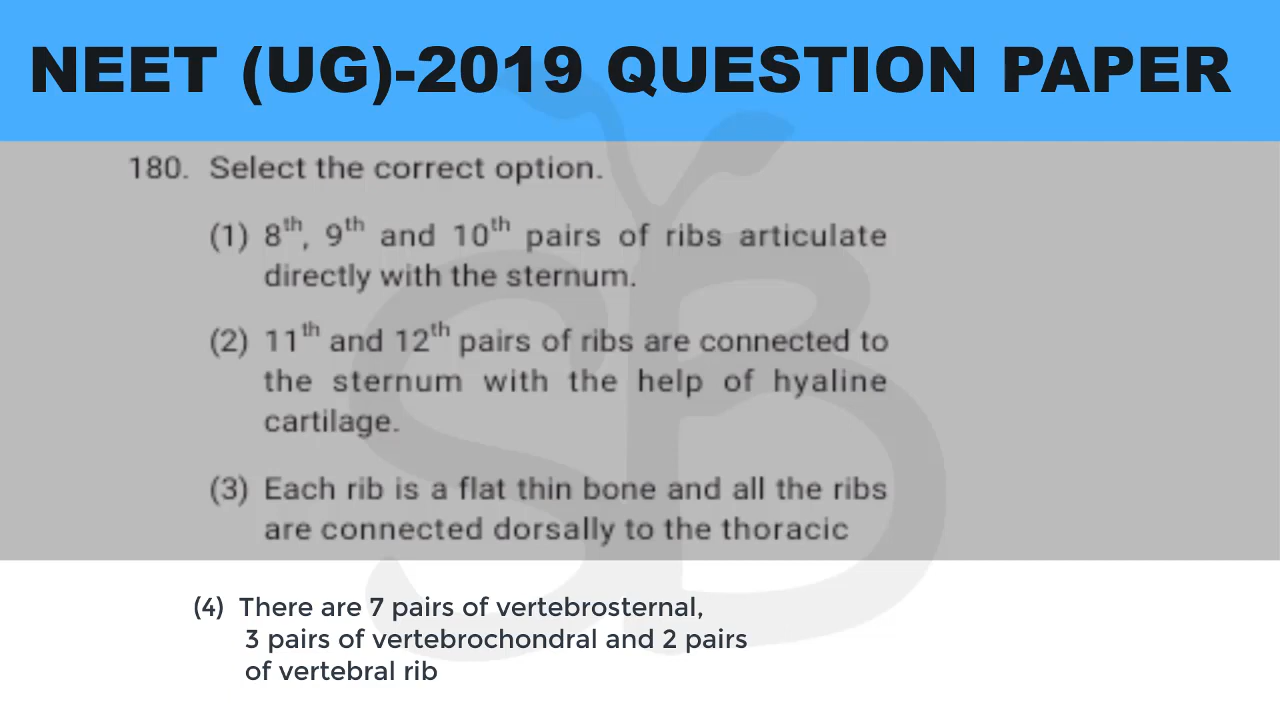 NEET (UG)-2019 QUESTION PAPER
180. Select the correct option.
(1) 8th, 9th and 10th pairs of ribs articulate
directly with the sternum.
(2) 11th and 12th pairs of ribs are connected to
the sternum with the help of hyaline
cartilage.
(3) Each rib is a flat thin bone and all the ribs
are connected dorsally to the thoracic
(4) There are 7 pairs of vertebrosternal,
3 pairs of vertebrochondral and 2 pairs
of vertebral rib
SB